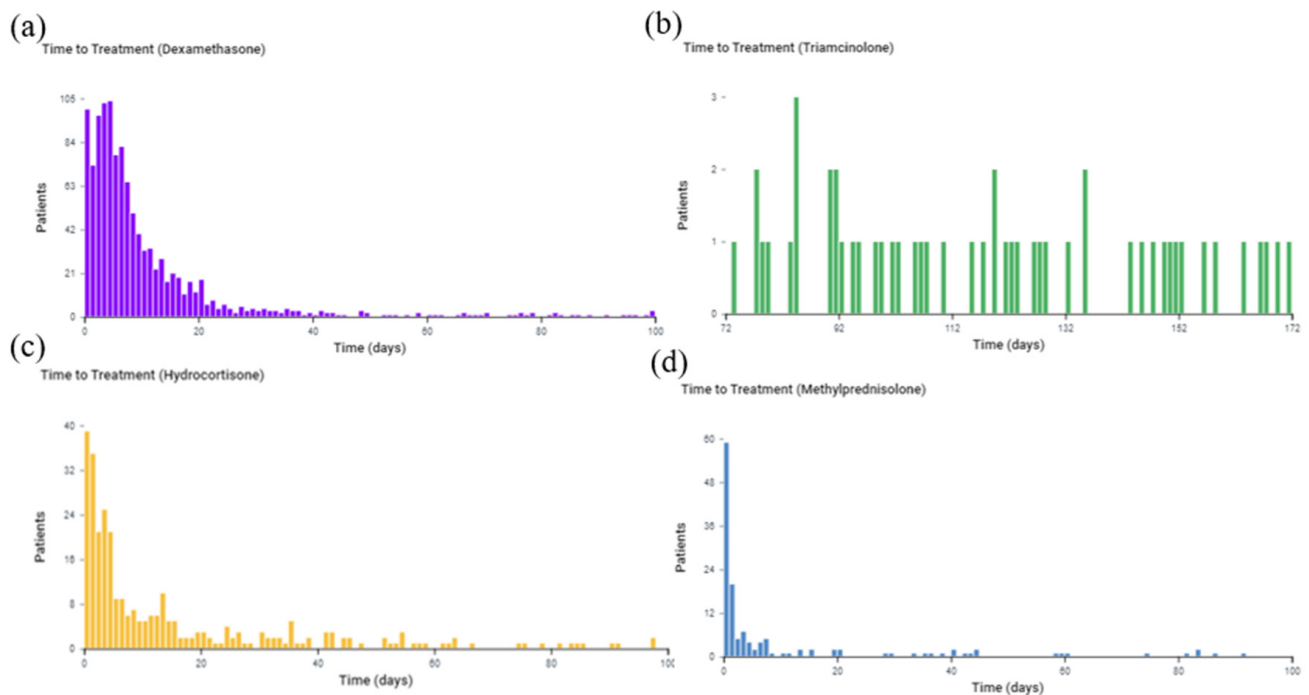 (a)
Time to Treatment (Dexamethasone)
105
84
63
42
21
0
Patients
0 20 40 60 80 100
Time (days)
(b)
Time to Treatment (Triamcinolone)
3
2
1
0
Patients
72 92 112 132 152 172
Time (days)
(c)
Time to Treatment (Hydrocortisone)
40
32
24
16
8
0
Patients
0 20 40 60 80 100
Time (days)
(d)
Time to Treatment (Methylprednisolone)
60
48
36
24
12
0
Patients
0 20 40 60 80 100
Time (days)